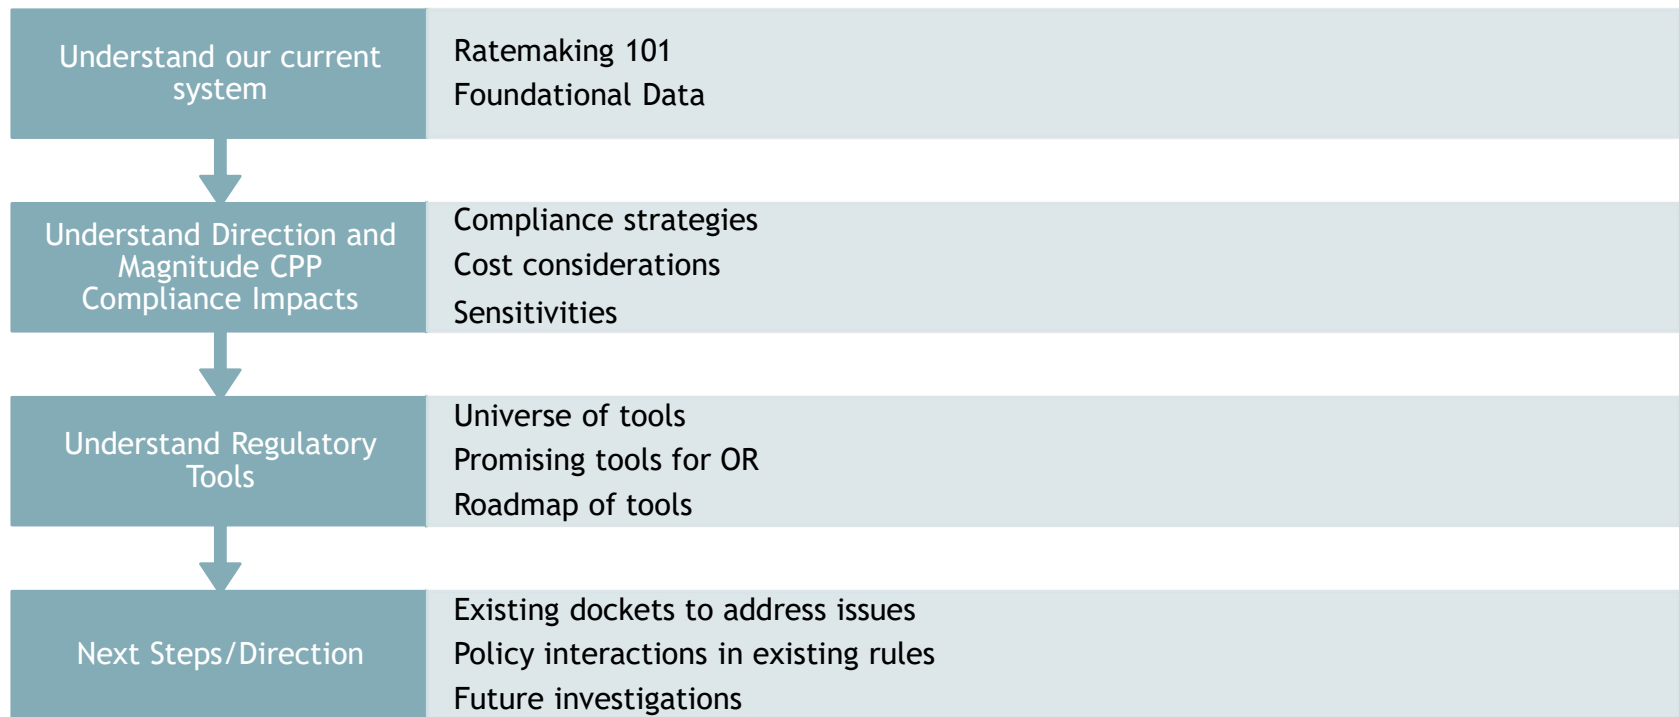 Understand our current
system
Ratemaking 101
Foundational Data
Understand Direction and
Magnitude CPP
Compliance Impacts
Compliance strategies
Cost considerations
Sensitivities
Understand Regulatory
Tools
Universe of tools
Promising tools for OR
Roadmap of tools
Next Steps/Direction
Existing dockets to address issues
Policy interactions in existing rules
Future investigations